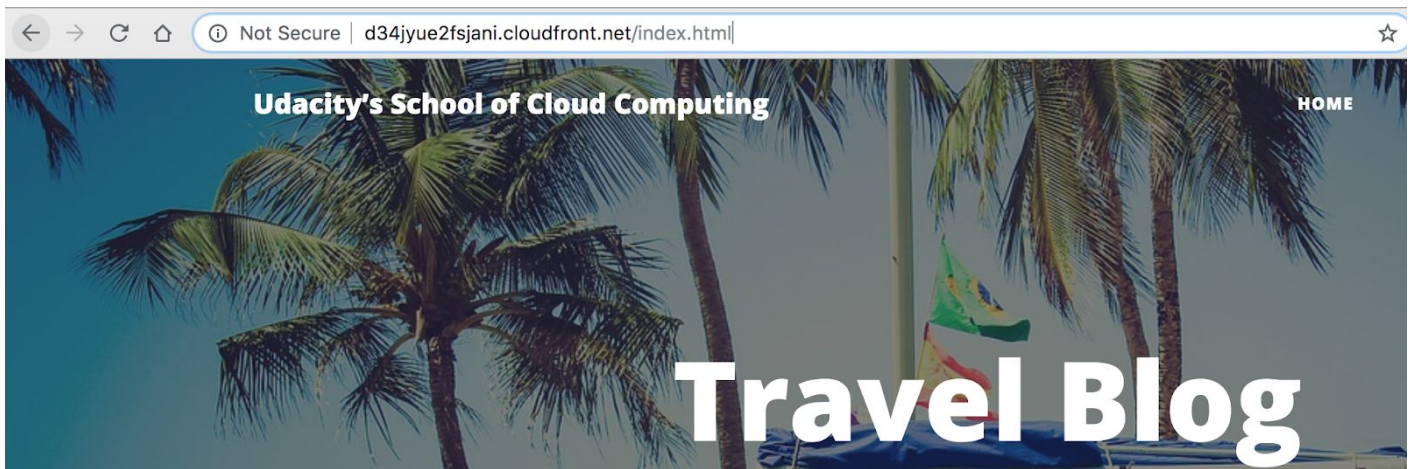 Not Secure | d34jyue2fsjani.cloudfront.net/index.html
Udacity’s School of Cloud Computing
HOME
Travel Blog